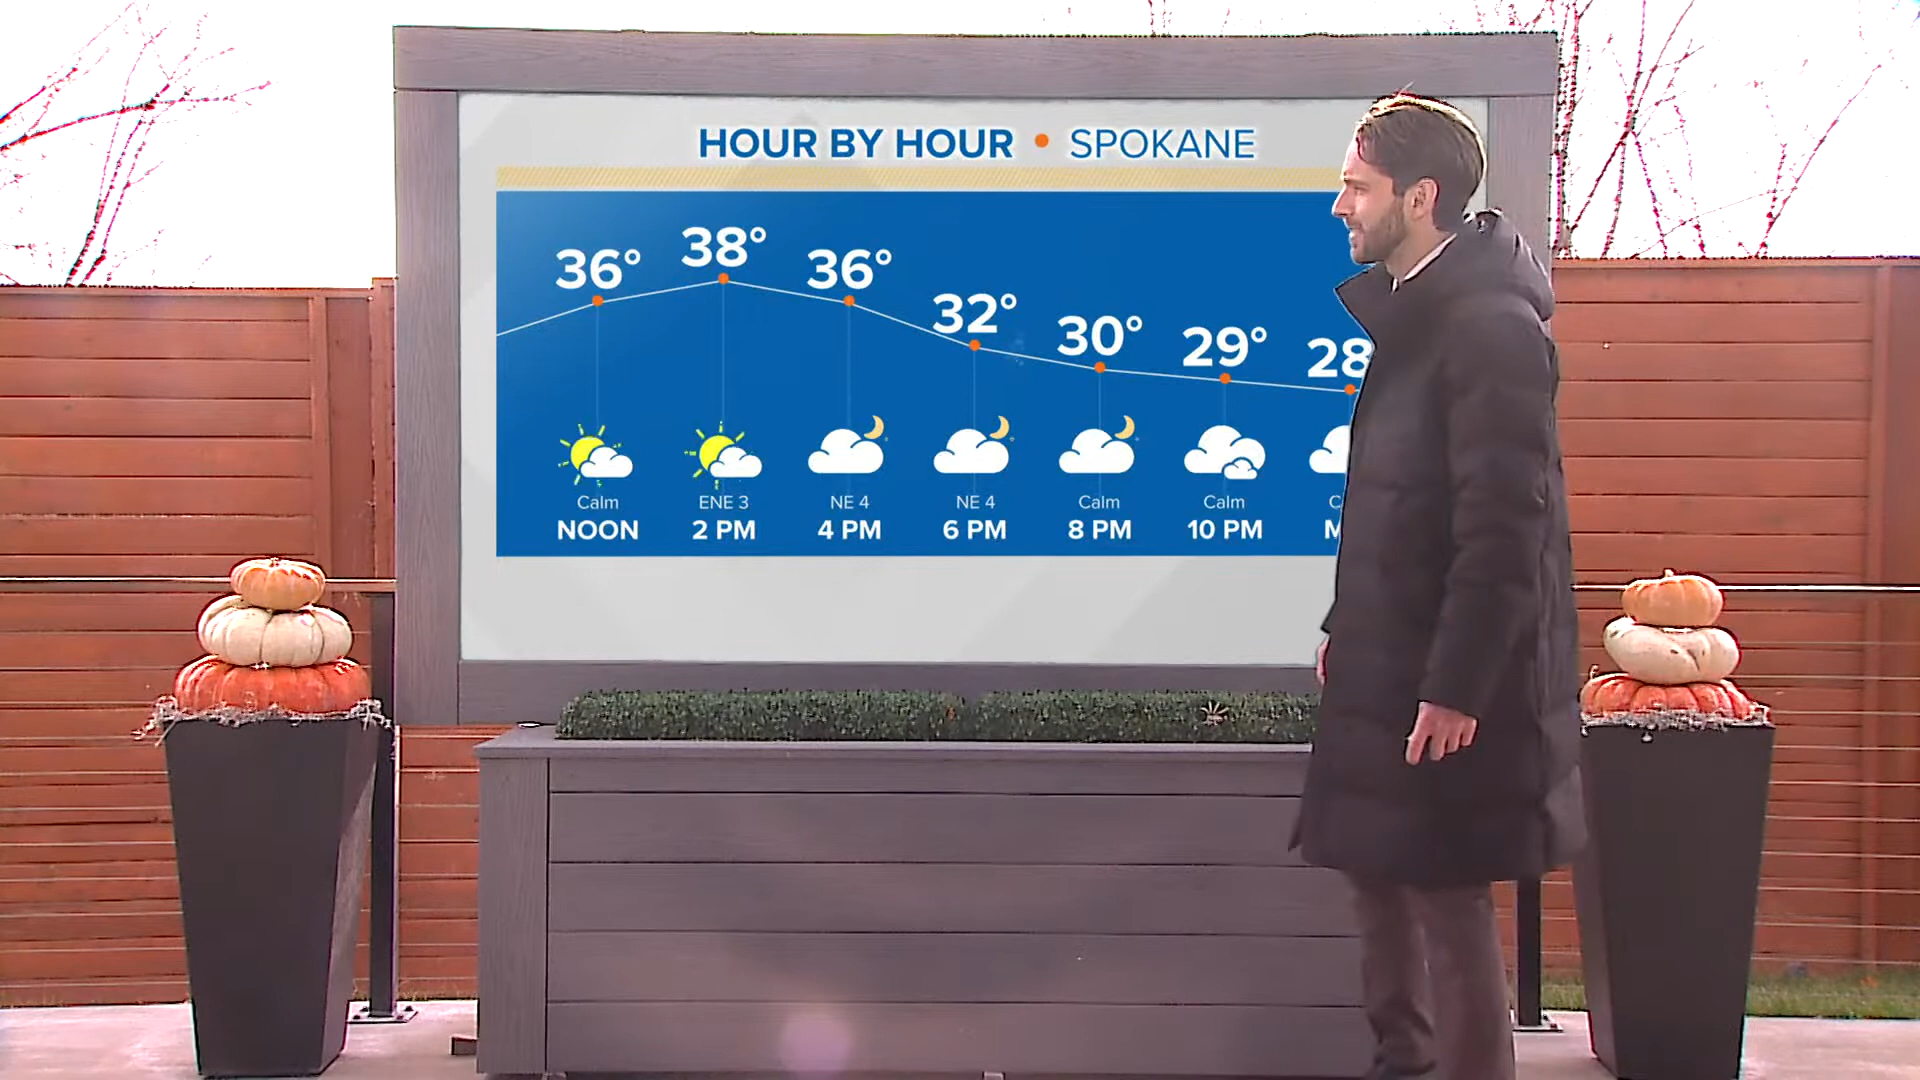 HOUR BY HOUR • SPOKANE
36° 38° 36° 32° 30° 29° 28
Calm ENE 3 NE 4 NE 4 Calm Calm
NOON 2 PM 4 PM 6 PM 8 PM 10 PM